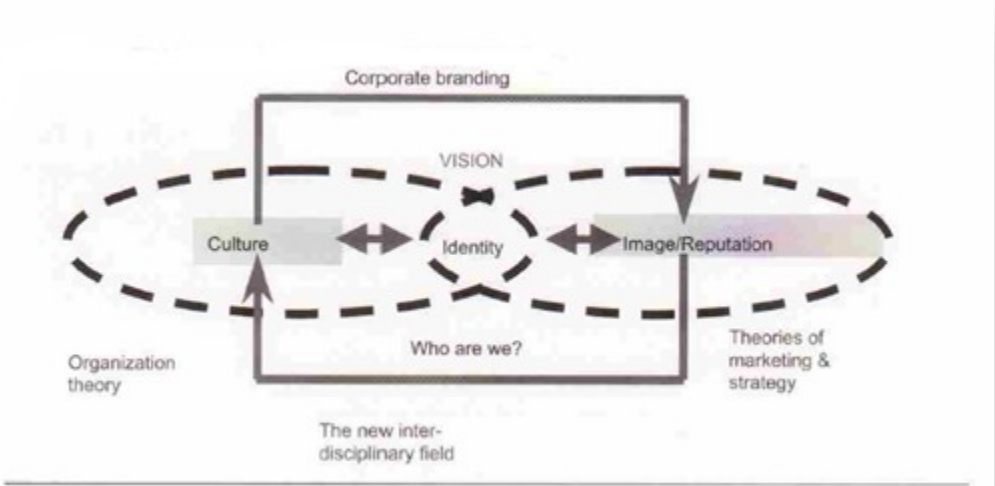 Corporate branding
VISION
Culture
Identity
Image/Reputation
Who are we?
Organization
theory
Theories of
marketing &
strategy
The new inter-
disciplinary field